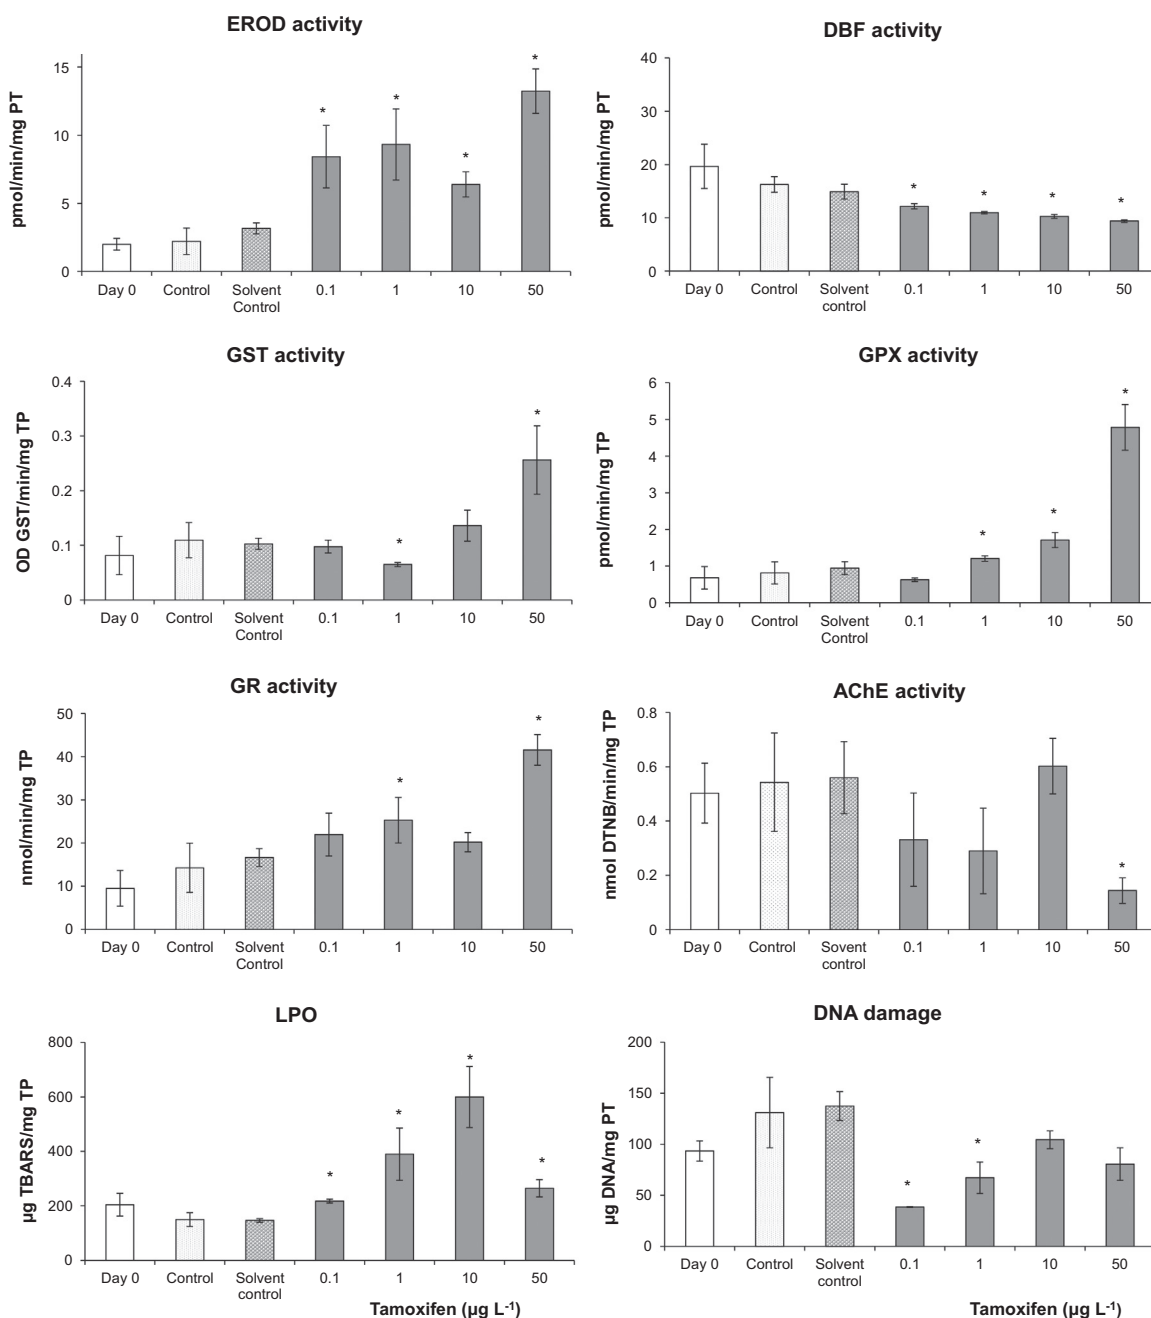 EROD activity
pmol/min/mg PT
15
10
5
0
*
*
*
*
Day 0 Control Solvent 0.1 1 10 50
Control
DBF activity
pmol/min/mg PT
40
30
20
10
0
*
*
*
*
Day 0 Control Solvent 0.1 1 10 50
control
GST activity
OD GST/min/mg TP
0.4
0.3
0.2
0.1
0
*
*
Day 0 Control Solvent 0.1 1 10 50
Control
GPX activity
pmol/min/mg TP
6
5
4
3
2
1
0
*
*
*
Day 0 Control Solvent 0.1 1 10 50
Control
GR activity
nmol/min/mg TP
50
40
30
20
10
0
*
*
Day 0 Control Solvent 0.1 1 10 50
Control
AChE activity
nmol DTNB/min/mg TP
0.8
0.6
0.4
0.2
0
*
Day 0 Control Sovent 0.1 1 10 50
control
LPO
µg TBARS/mg TP
800
600
400
200
0
*
*
*
*
Day 0 Control Solvent 0.1 1 10 50
control
Tamoxifen (µg L-1)
DNA damage
µg DNA/mg PT
200
150
100
50
0
*
*
Day 0 Control Solvent 0.1 1 10 50
control
Tamoxifen (µg L-1)